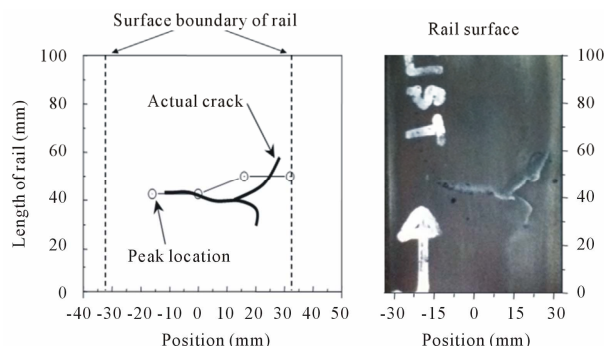 Surface boundary of rail
Rail surface
100
80
60
40
20
0
Length of rail (mm)
Actual crack
Peak location
-40 -30 -20 -10 0 10 20 30 40 50
Position (mm)
LST
100
80
60
40
20
0
-30 -15 0 15 30
Position (mm)